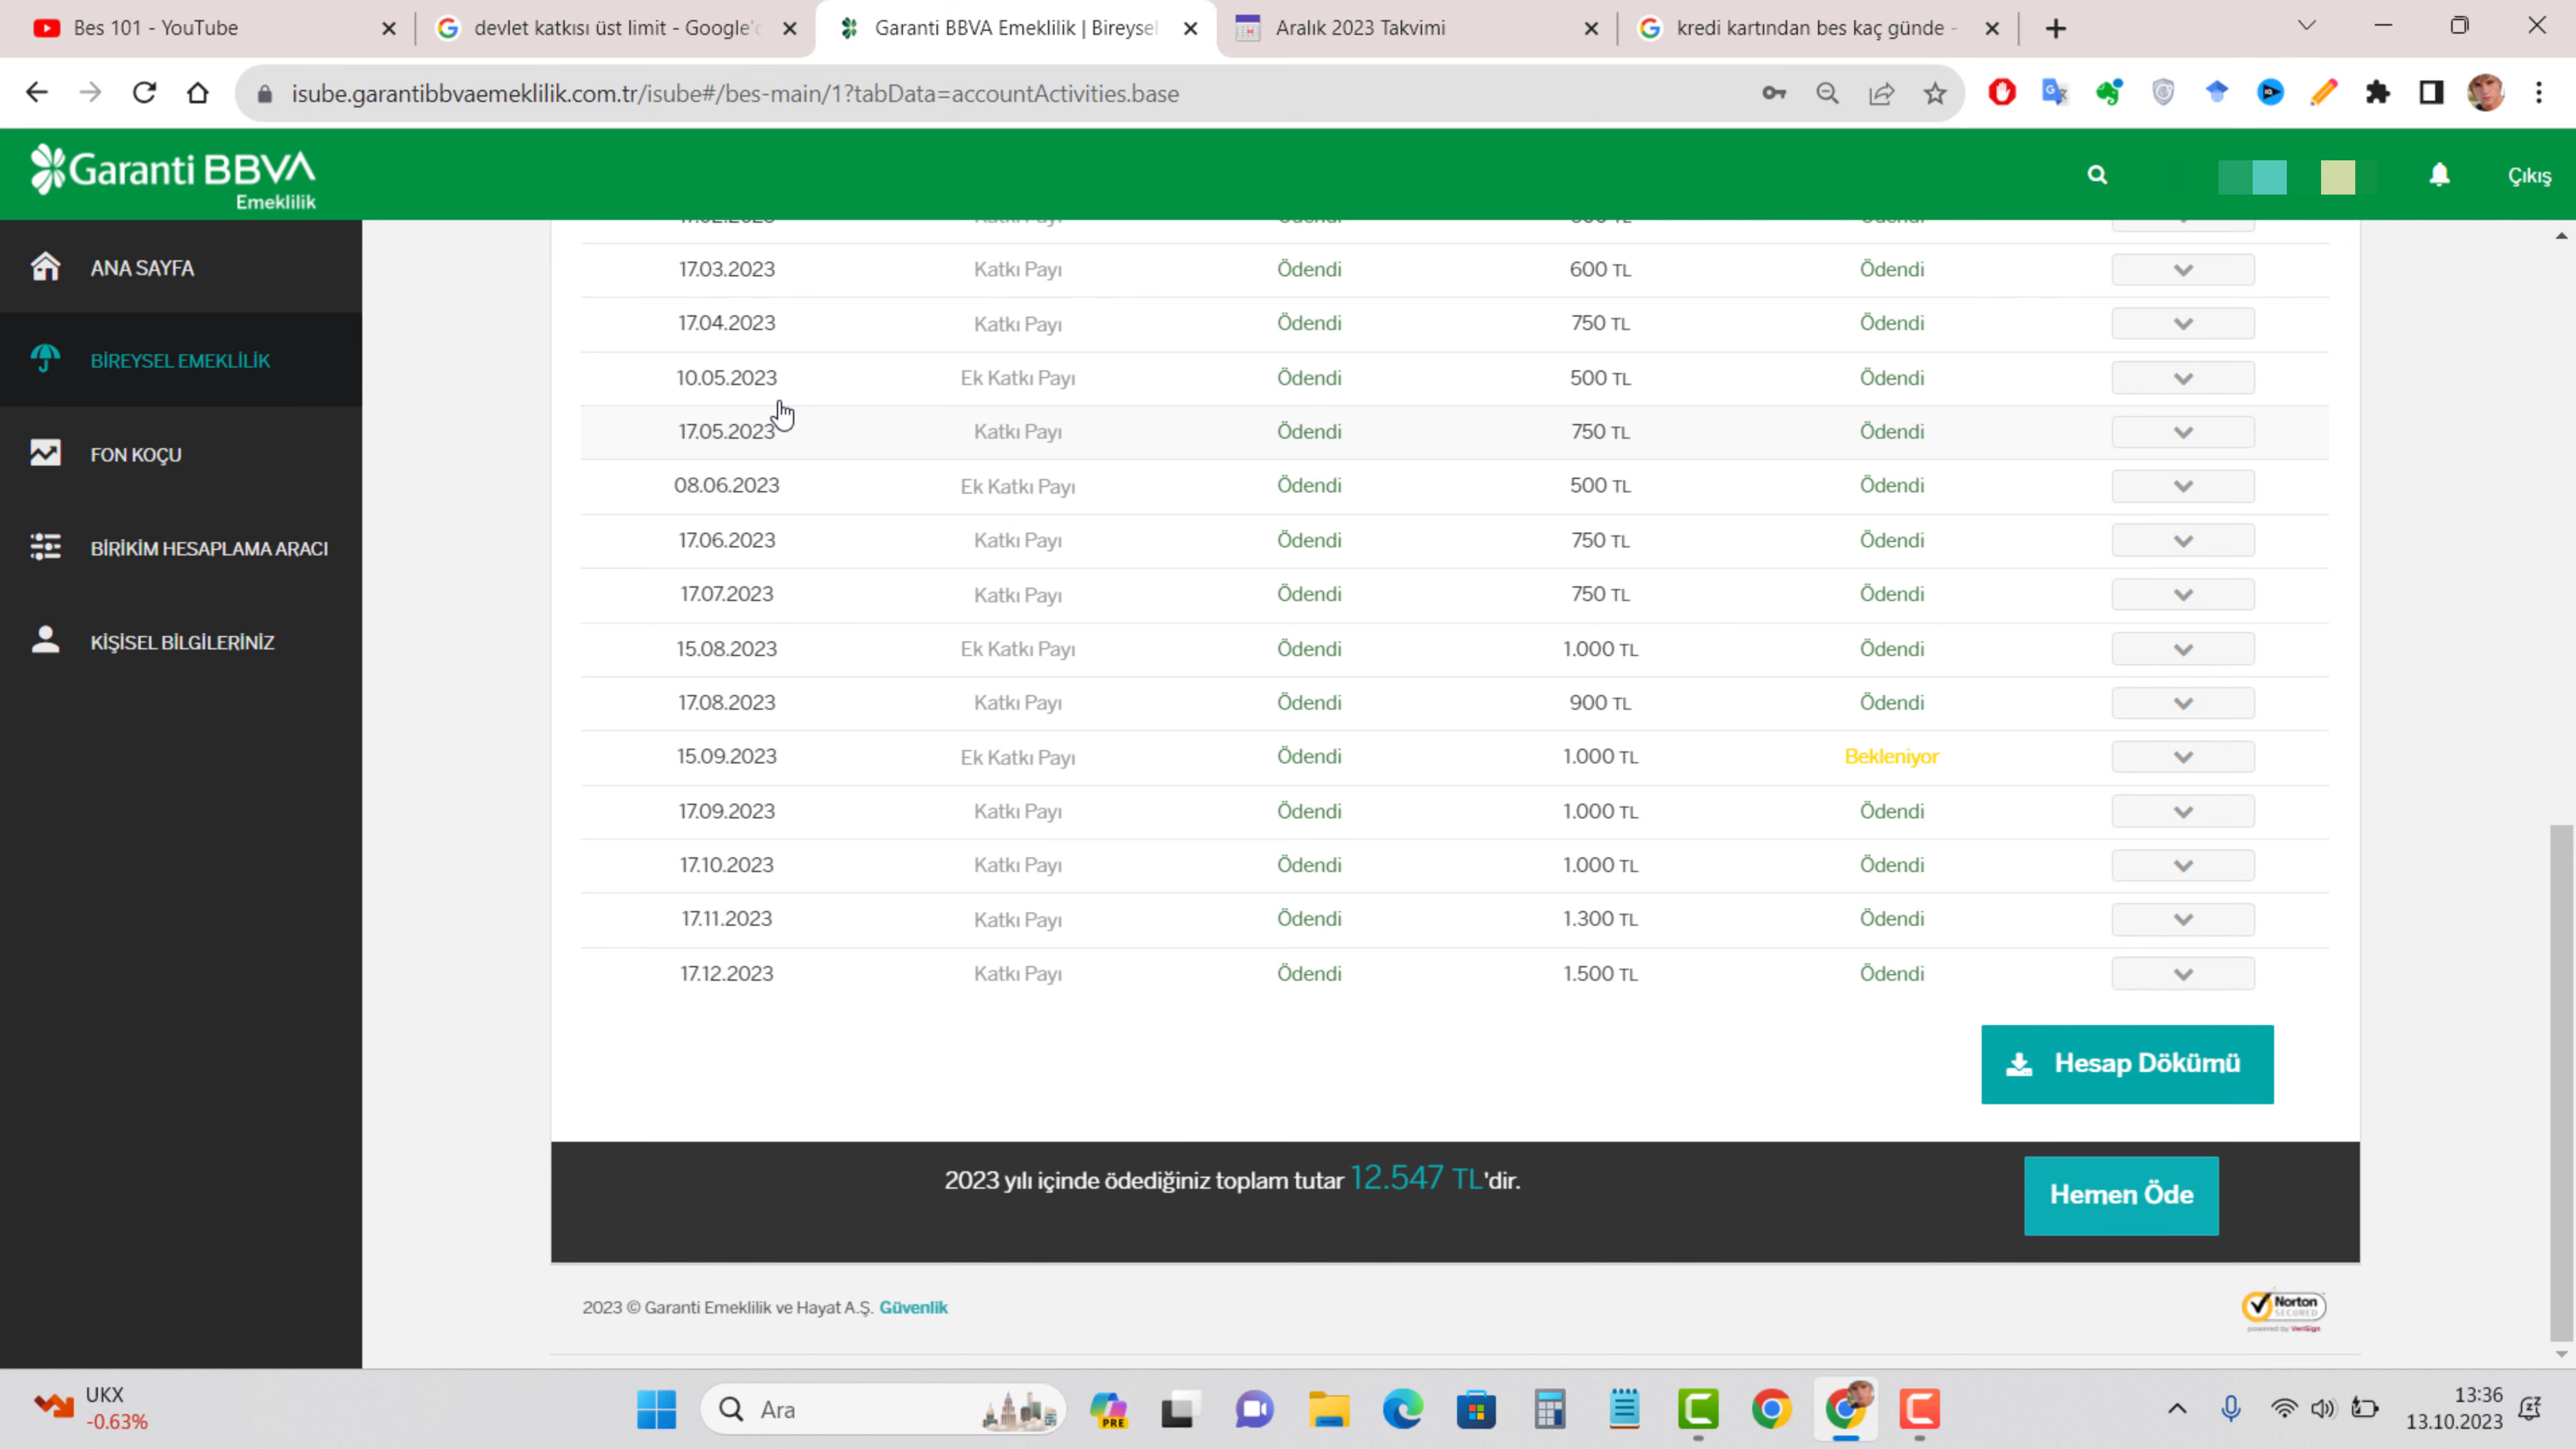 Bes 101 - YouTube
devlet katkısı üst limit - Google'd
Garanti BBVA Emeklilik | Bireysel
Aralık 2023 Takvimi
kredi kartından bes kaç günde -
isube.garantibbvaemeklilik.com.tr/isube#/bes-main/1?tabData=accountActivities.base
Garanti BBVA
Emeklilik
Çıkış
ANA SAYFA
BİREYSEL EMEKLİLİK
FON KOÇU
BİRİKİM HESAPLAMA ARACI
KİŞİSEL BİLGİLERİNİZ
17.03.2023 Katkı Payı Ödendi 600 TL Ödendi
17.04.2023 Katkı Payı Ödendi 750 TL Ödendi
10.05.2023 Ek Katkı Payı Ödendi 500 TL Ödendi
17.05.2023 Katkı Payı Ödendi 750 TL Ödendi
08.06.2023 Ek Katkı Payı Ödendi 500 TL Ödendi
17.06.2023 Katkı Payı Ödendi 750 TL Ödendi
17.07.2023 Katkı Payı Ödendi 750 TL Ödendi
15.08.2023 Ek Katkı Payı Ödendi 1.000 TL Ödendi
17.08.2023 Katkı Payı Ödendi 900 TL Ödendi
15.09.2023 Ek Katkı Payı Ödendi 1.000 TL Bekleniyor
17.09.2023 Katkı Payı Ödendi 1.000 TL Ödendi
17.10.2023 Katkı Payı Ödendi 1.000 TL Ödendi
17.11.2023 Katkı Payı Ödendi 1.300 TL Ödendi
17.12.2023 Katkı Payı Ödendi 1.500 TL Ödendi
Hesap Dökümü
2023 yılı içinde ödediğiniz toplam tutar 12.547 TL'dir.
Hemen Öde
2023 © Garanti Emeklilik ve Hayat A.Ş. Güvenlik
Norton
SECURED
powered by VeriSign
UKX
-0.63%
Ara
PRE
13:36
13.10.2023